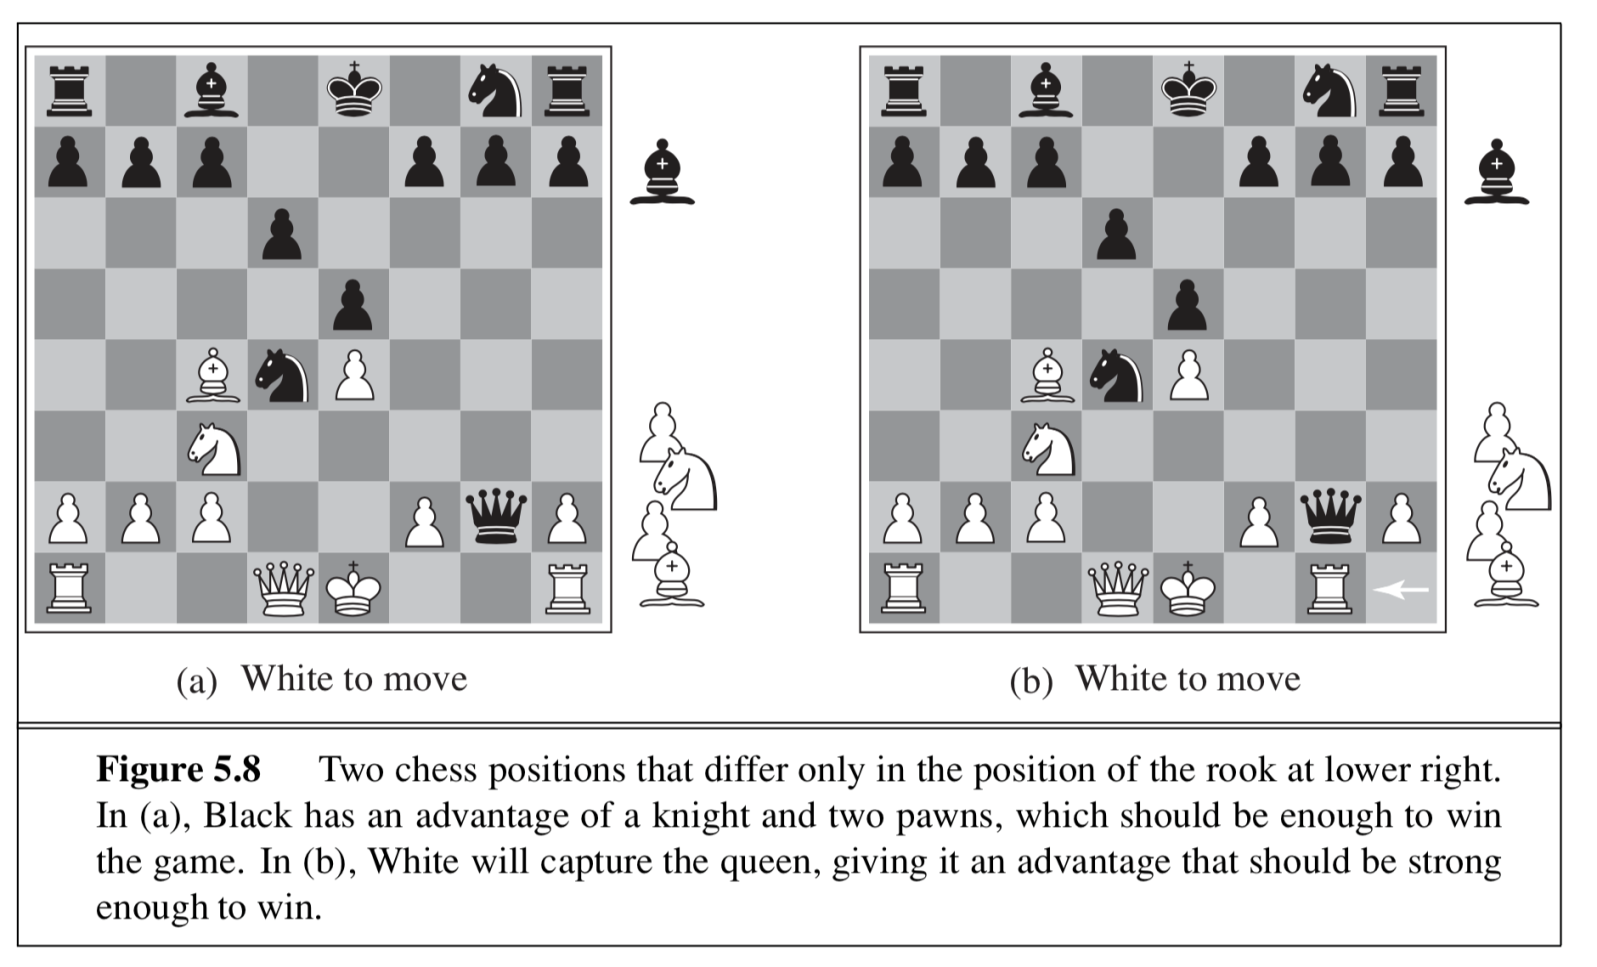 (a) White to move
(b) White to move
Figure 5.8 Two chess positions that differ only in the position of the rook at lower right.
In (a), Black has an advantage of a knight and two pawns, which should be enough to win
the game. In (b), White will capture the queen, giving it an advantage that should be strong
enough to win.